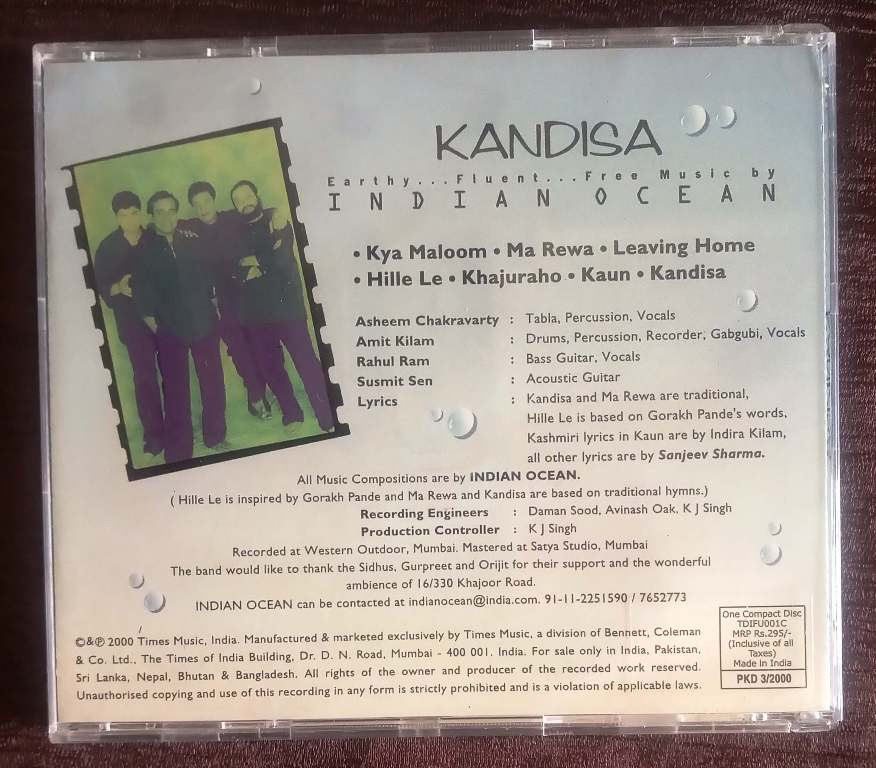 KANDISA
Earthy...Fluent...Free Music by
INDIAN OCEAN
• Kya Maloom • Ma Rewa • Leaving Home
• Hille Le • Khajuraho • Kaun • Kandisa
Asheem Chakravarty : Tabla, Percussion, Vocals
Amit Kilam : Drums, Percussion, Recorder, Gabgubi, Vocals
Rahul Ram : Bass Guitar, Vocals
Susmit Sen : Acoustic Guitar
Lyrics : Kandisa and Ma Rewa are traditional,
Hille Le is based on Gorakh Pande's words,
Kashmiri lyrics in Kaun are by Indira Kilam,
all other lyrics are by Sanjeev Sharma.
All Music Compositions are by INDIAN OCEAN.
( Hille Le is inspired by Gorakh Pande and Ma Rewa and Kandisa are based on traditional hymns.)
Recording Engineers : Daman Sood, Avinash Oak, K J Singh
Production Controller : K J Singh
Recorded at Western Outdoor, Mumbai. Mastered at Satya Studio, Mumbai
The band would like to thank the Sidhus, Gurpreet and Orijit for their support and the wonderful
ambience of 16/330 Khajoor Road.
INDIAN OCEAN can be contacted at indianocean@india.com. 91-11-2251590 / 7652773
©&℗ 2000 Times Music, India. Manufactured & marketed exclusively by Times Music, a division of Bennett, Coleman
& Co. Ltd., The Times of India Building, Dr. D. N. Road, Mumbai - 400 001. India. For sale only in India, Pakistan,
Sri Lanka, Nepal, Bhutan & Bangladesh. All rights of the owner and producer of the recorded work reserved.
Unauthorised copying and use of this recording in any form is strictly prohibited and is a violation of applicable laws.
One Compact Disc
TDIFU001C
MRP Rs.295/-
(Inclusive of all
Taxes)
Made In India
PKD 3/2000